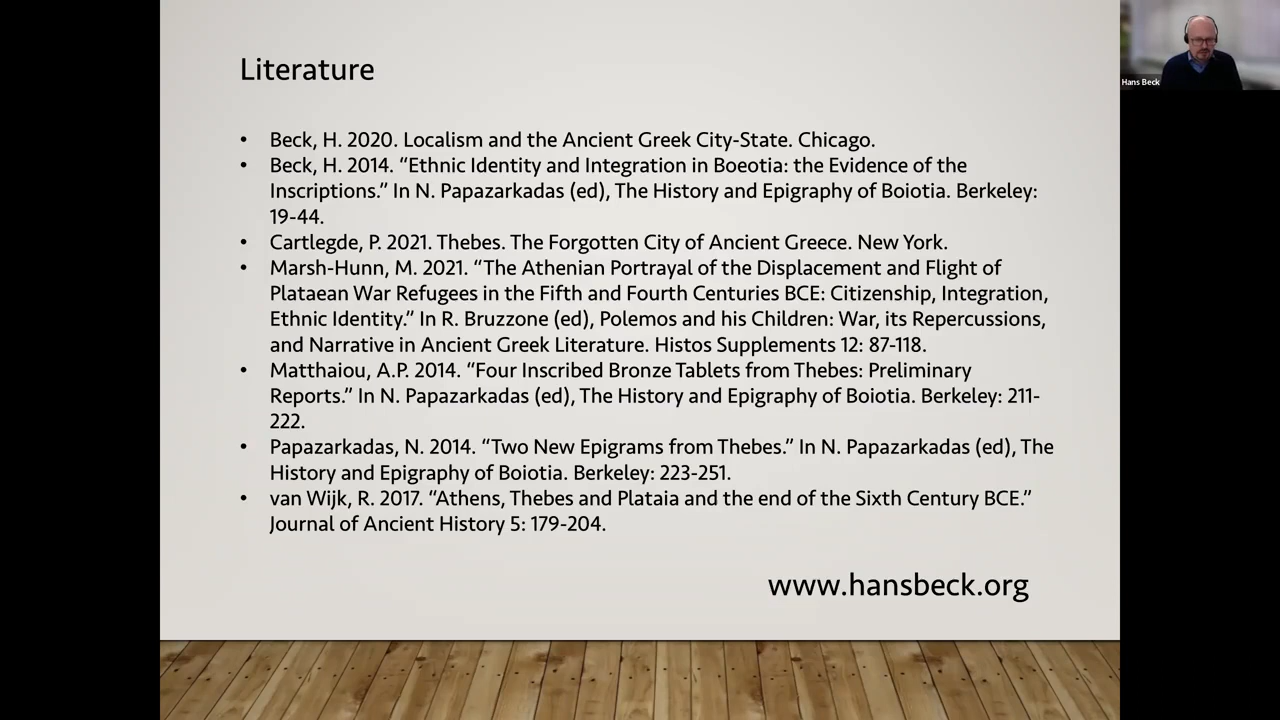 Literature
• Beck, H. 2020. Localism and the Ancient Greek City-State. Chicago.
• Beck, H. 2014. “Ethnic Identity and Integration in Boeotia: the Evidence of the
Inscriptions.” In N. Papazarkadas (ed), The History and Epigraphy of Boiotia. Berkeley:
19-44.
• Cartlegde, P. 2021. Thebes. The Forgotten City of Ancient Greece. New York.
• Marsh-Hunn, M. 2021. “The Athenian Portrayal of the Displacement and Flight of
Plataean War Refugees in the Fifth and Fourth Centuries BCE: Citizenship, Integration,
Ethnic Identity.” In R. Bruzzone (ed), Polemos and his Children: War, its Repercussions,
and Narrative in Ancient Greek Literature. Histos Supplements 12: 87-118.
• Matthaiou, A.P. 2014. “Four Inscribed Bronze Tablets from Thebes: Preliminary
Reports.” In N. Papazarkadas (ed), The History and Epigraphy of Boiotia. Berkeley: 211-
222.
• Papazarkadas, N. 2014. “Two New Epigrams from Thebes.” In N. Papazarkadas (ed), The
History and Epigraphy of Boiotia. Berkeley: 223-251.
• van Wijk, R. 2017. “Athens, Thebes and Plataia and the end of the Sixth Century BCE.”
Journal of Ancient History 5: 179-204.
www.hansbeck.org
Hans Beck